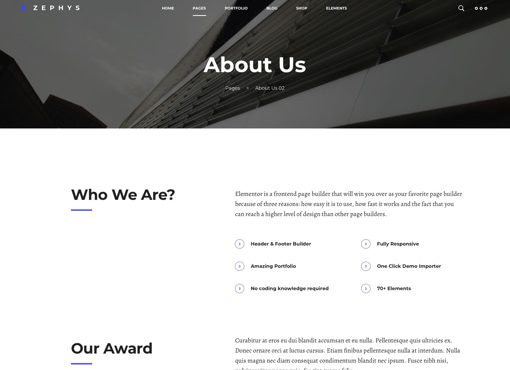 ZEPHYS
HOME PAGES PORTFOLIO BLOG SHOP ELEMENTS
About Us
Pages About Us 02
Who We Are?
Elementor is a frontend page builder that will win you over as your favorite page builder
because of three reasons: how easy it is to use, how fast it works and the fact that you
can reach a higher level of design than other page builders.
Header & Footer Builder
Fully Responsive
Amazing Portfolio
One Click Demo Importer
No coding knowledge required
70+ Elements
Our Award
Curabitur at eros eu dui blandit accumsan et eu nulla. Pellentesque quis ultricies ex.
Donec ornare orci at luctus cursus. Etiam finibus pellentesque nulla at interdum. Nulla
quis magna nec diam consequat condimentum blandit nec ipsum. Fusce nibh nisi,